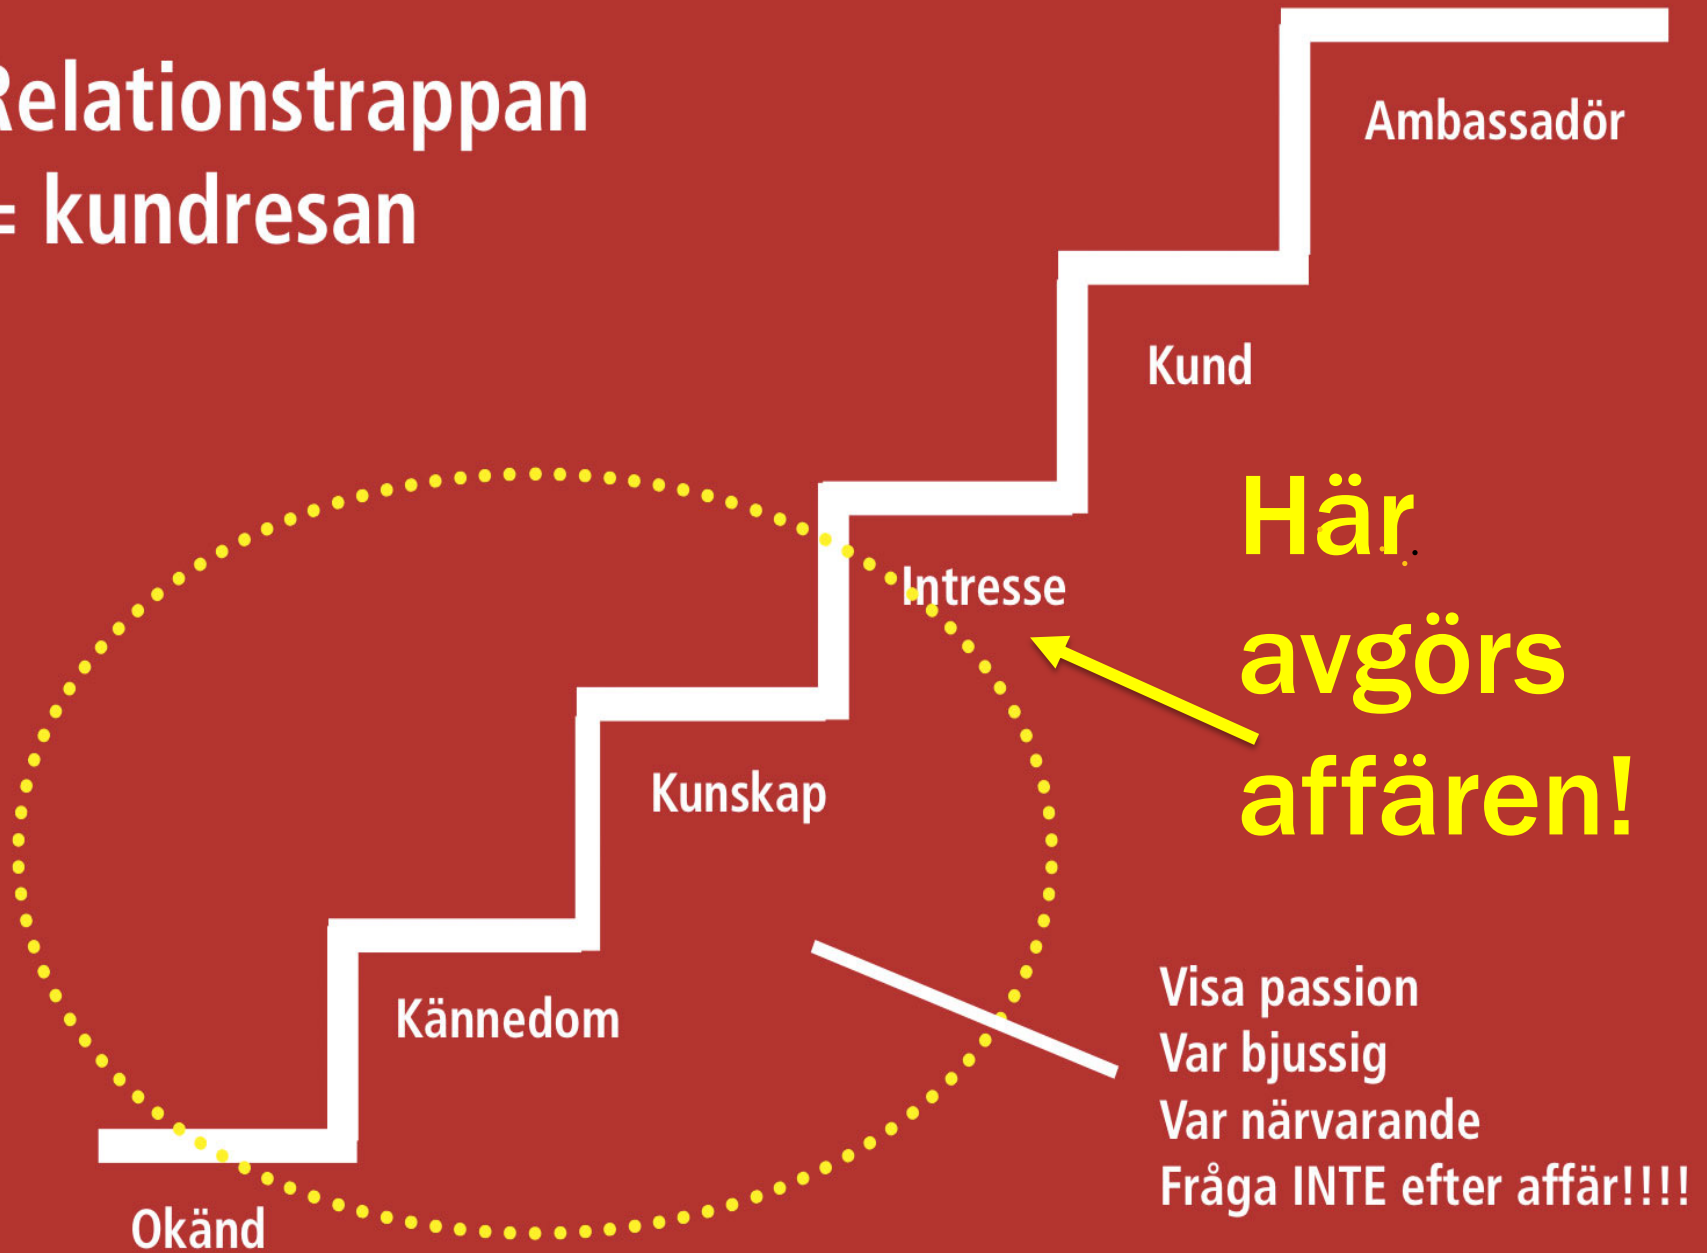 Relationstrappan
= kundresan
Ambassadör
Kund
Intresse
Här
avgörs
affären!
Kunskap
Kännedom
Okänd
Visa passion
Var bjussig
Var närvarande
Fråga INTE efter affär!!!!